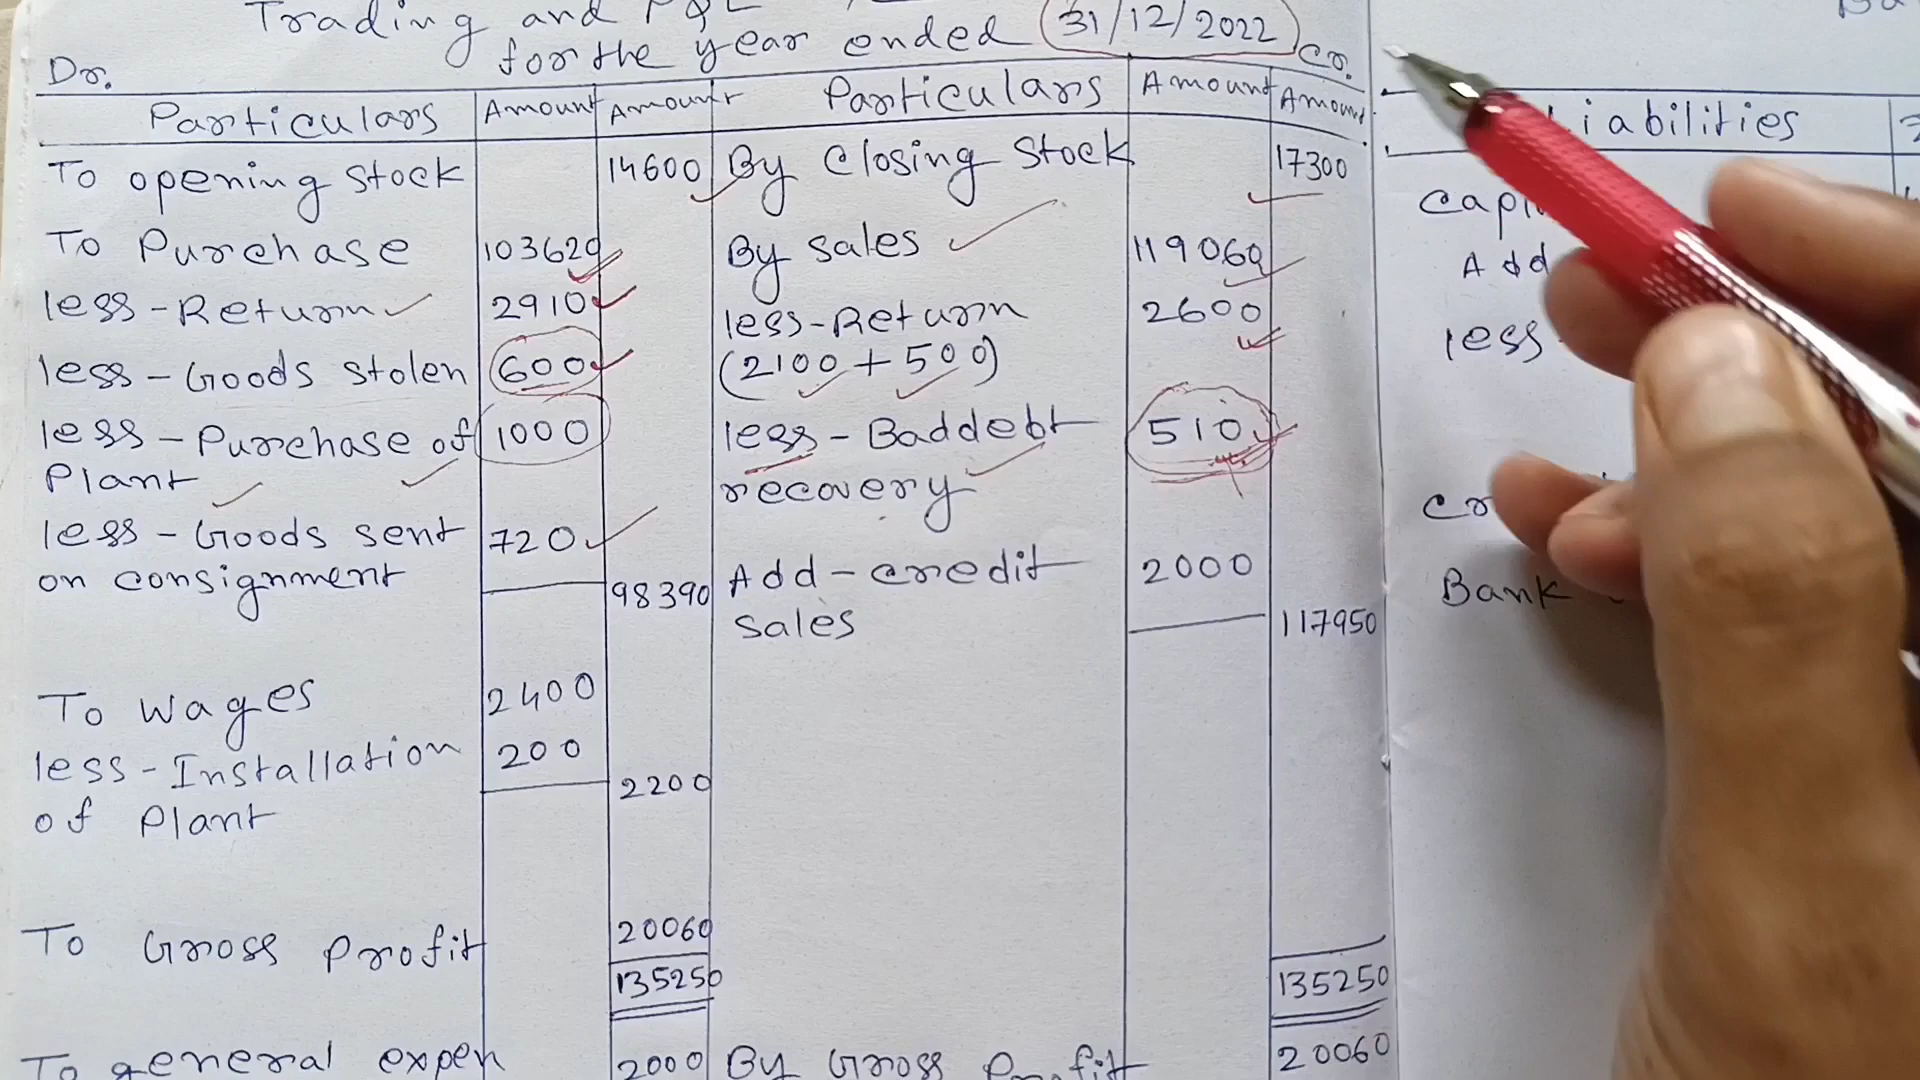 Trading and P&L
for the year ended 31/12/2022
Dr.
Cr.
Particulars Amount Amount Particulars Amount Amount
To opening stock 14600 By Closing Stock 17300
To Purchase 103620 By sales 119060
less-Return 2910 less-Return 2600
less-Goods stolen 600 (2100+500)
less-Purchase of 1000 less-Baddebt 510
Plant recovery
less-Goods sent 720 Add-credit 2000
on consignment 98390 sales 117950
To Wages 2400
less-Installation 200
of Plant 2200
To Gross Profit 20060
135250 135250
To general expen 2000 By Gross Profit 20060
Liabilities
Add
less
Bank